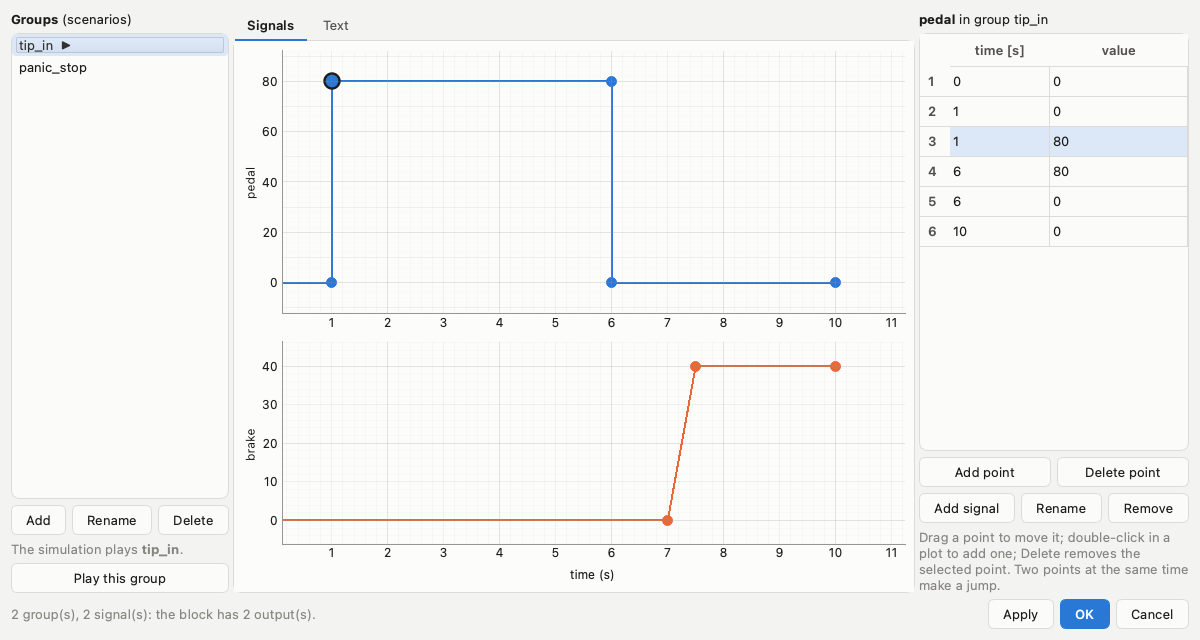 Groups (scenarios)
tip_in ▶
panic_stop
Add
Rename
Delete
The simulation plays tip_in.
Play this group
2 group(s), 2 signal(s): the block has 2 output(s).
Signals
Text
80
60
40
20
0
pedal
1 2 3 4 5 6 7 8 9 10 11
40
30
20
10
0
brake
1 2 3 4 5 6 7 8 9 10 11
time (s)
pedal in group tip_in
time [s] value
1 0 0
2 1 0
3 1 80
4 6 80
5 6 0
6 10 0
Add point
Delete point
Add signal
Rename
Remove
Drag a point to move it; double-click in a
plot to add one; Delete removes the
selected point. Two points at the same time
make a jump.
Apply
OK
Cancel